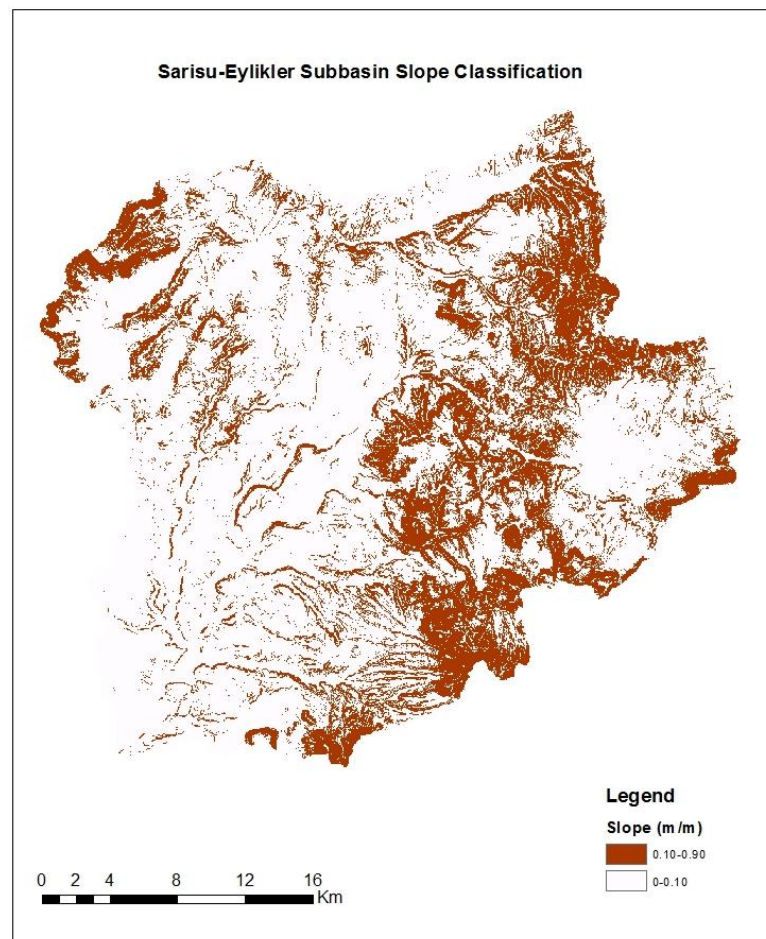 Sarisu-Eylikler Subbasin Slope Classification
Legend
Slope (m/m)
0.10-0.90
0-0.10
0 2 4 8 12 16
Km